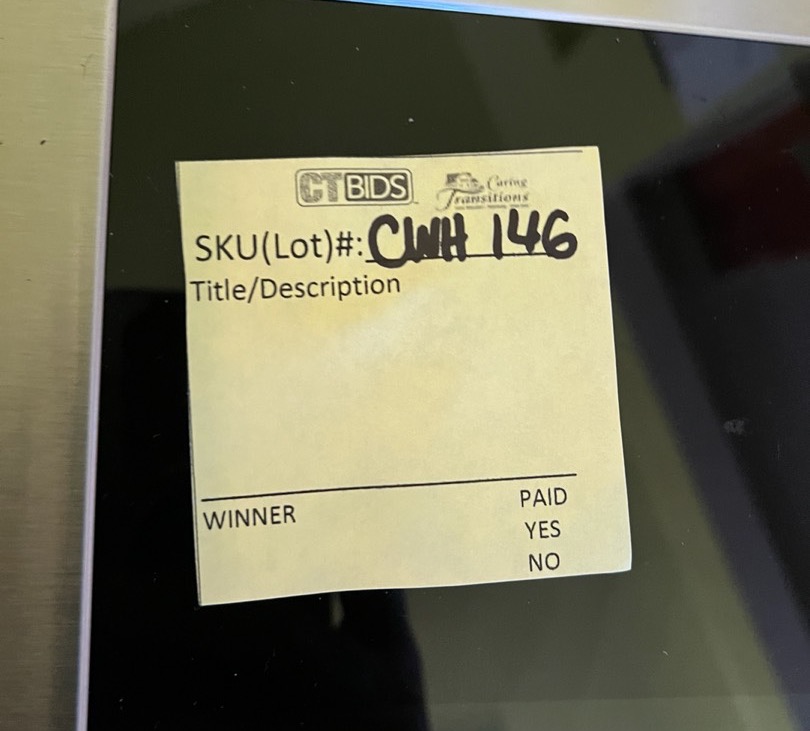 CTBIDS Caring Transitions
SKU(Lot)#: CWH 146
Title/Description
WINNER PAID
YES
NO